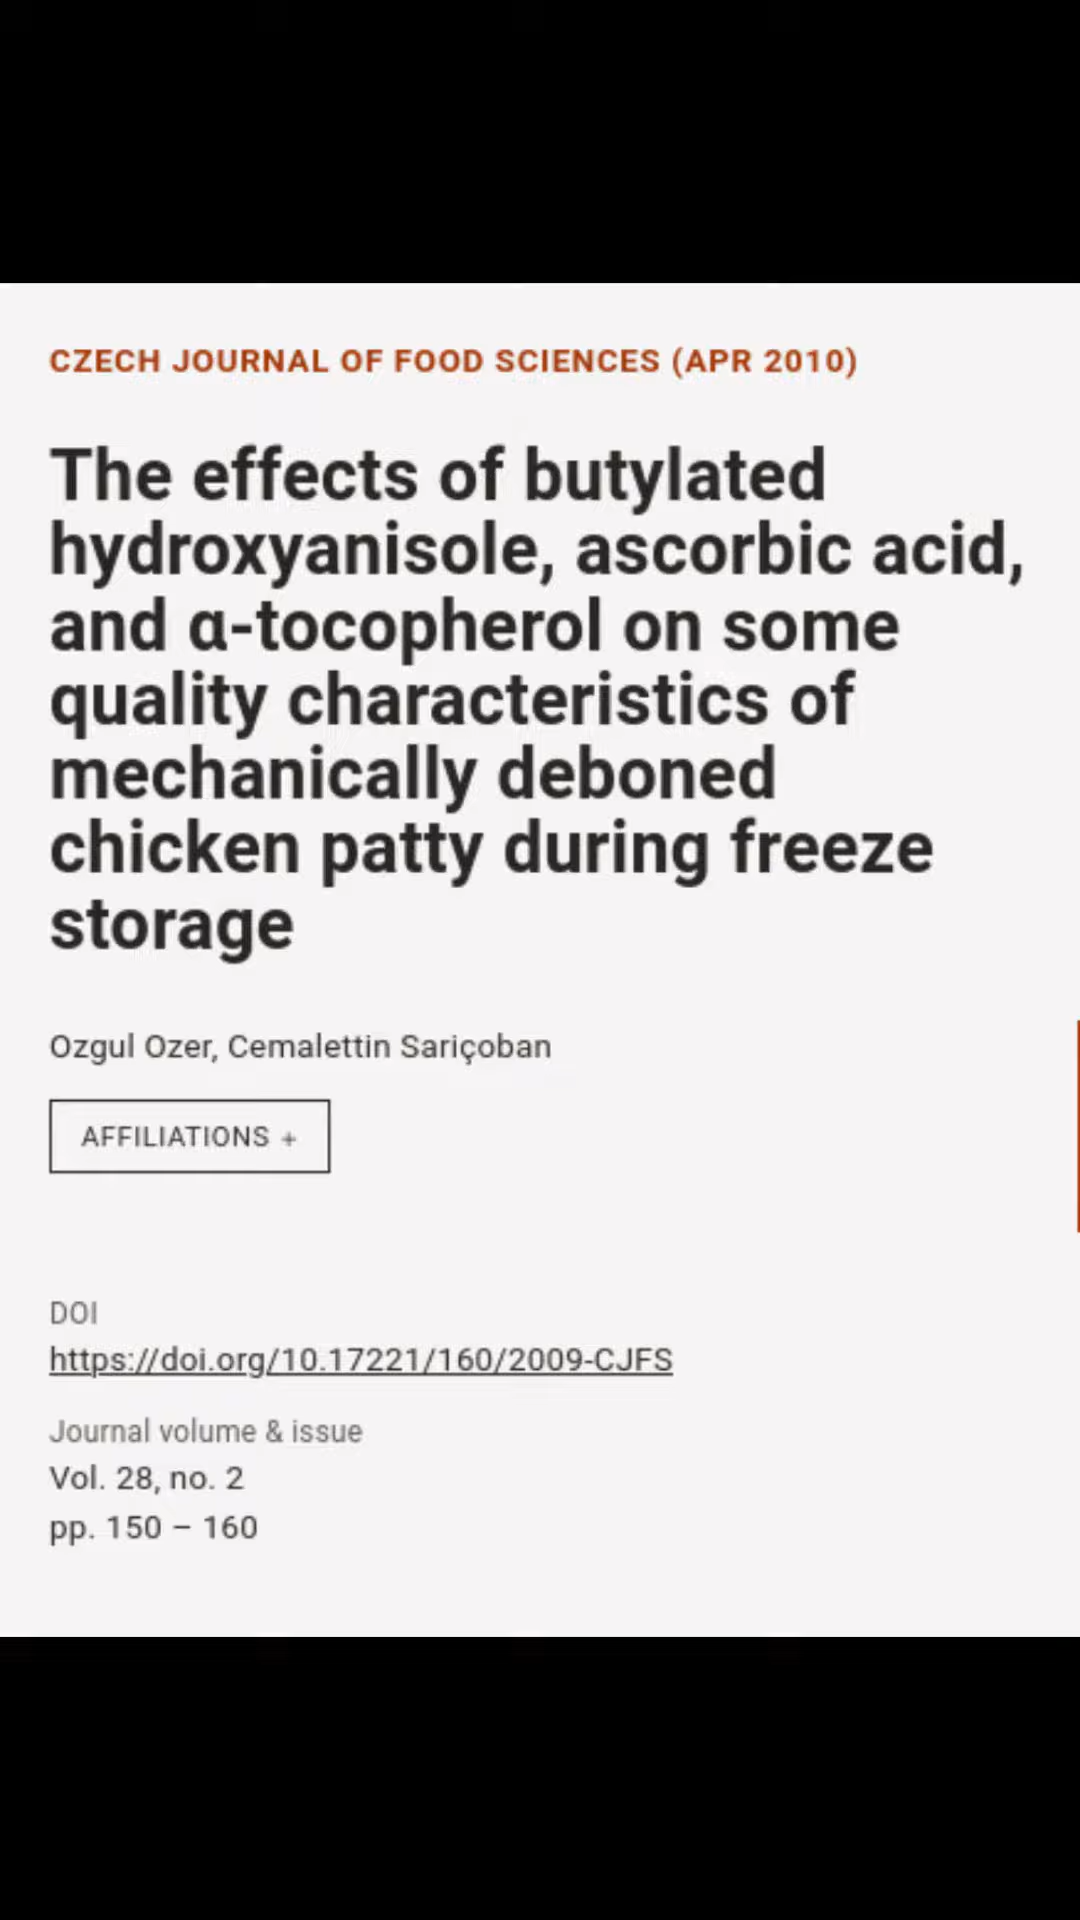 CZECH JOURNAL OF FOOD SCIENCES (APR 2010)
The effects of butylated
hydroxyanisole, ascorbic acid,
and α-tocopherol on some
quality characteristics of
mechanically deboned
chicken patty during freeze
storage
Ozgul Ozer, Cemalettin Sariçoban
AFFILIATIONS +
DOI
https://doi.org/10.17221/160/2009-CJFS
Journal volume & issue
Vol. 28, no. 2
pp. 150 – 160